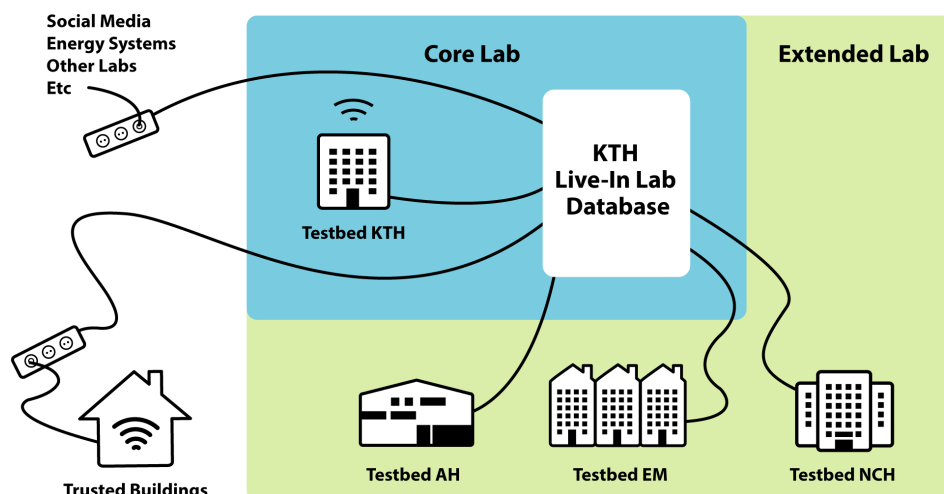 Social Media
Energy Systems
Other Labs
Etc
Core Lab
Extended Lab
KTH
Live-In Lab
Database
Testbed KTH
Testbed AH
Testbed EM
Testbed NCH
Trusted Buildings